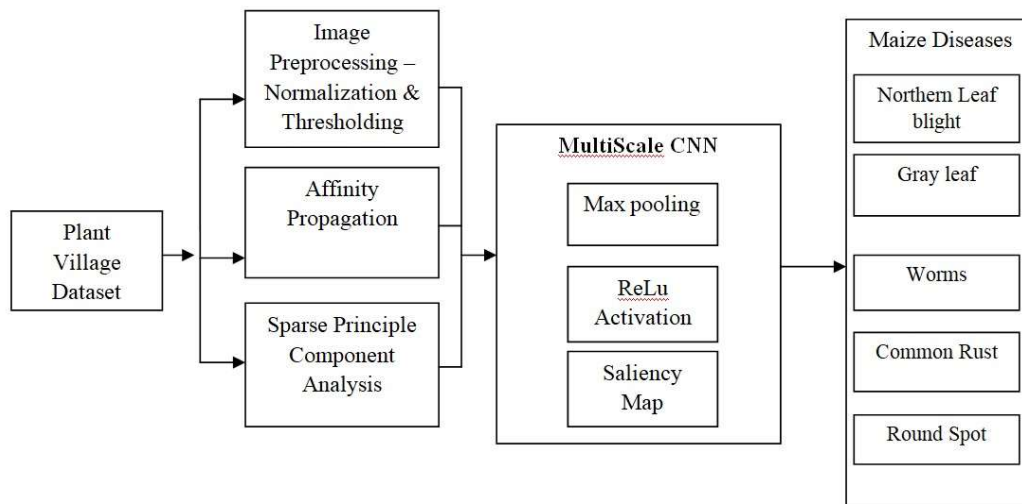 Plant
Village
Dataset
Image
Preprocessing –
Normalization &
Thresholding
Affinity
Propagation
Sparse Principle
Component
Analysis
MultiScale CNN
Max pooling
ReLu
Activation
Saliency
Map
Maize Diseases
Northern Leaf
blight
Gray leaf
Worms
Common Rust
Round Spot